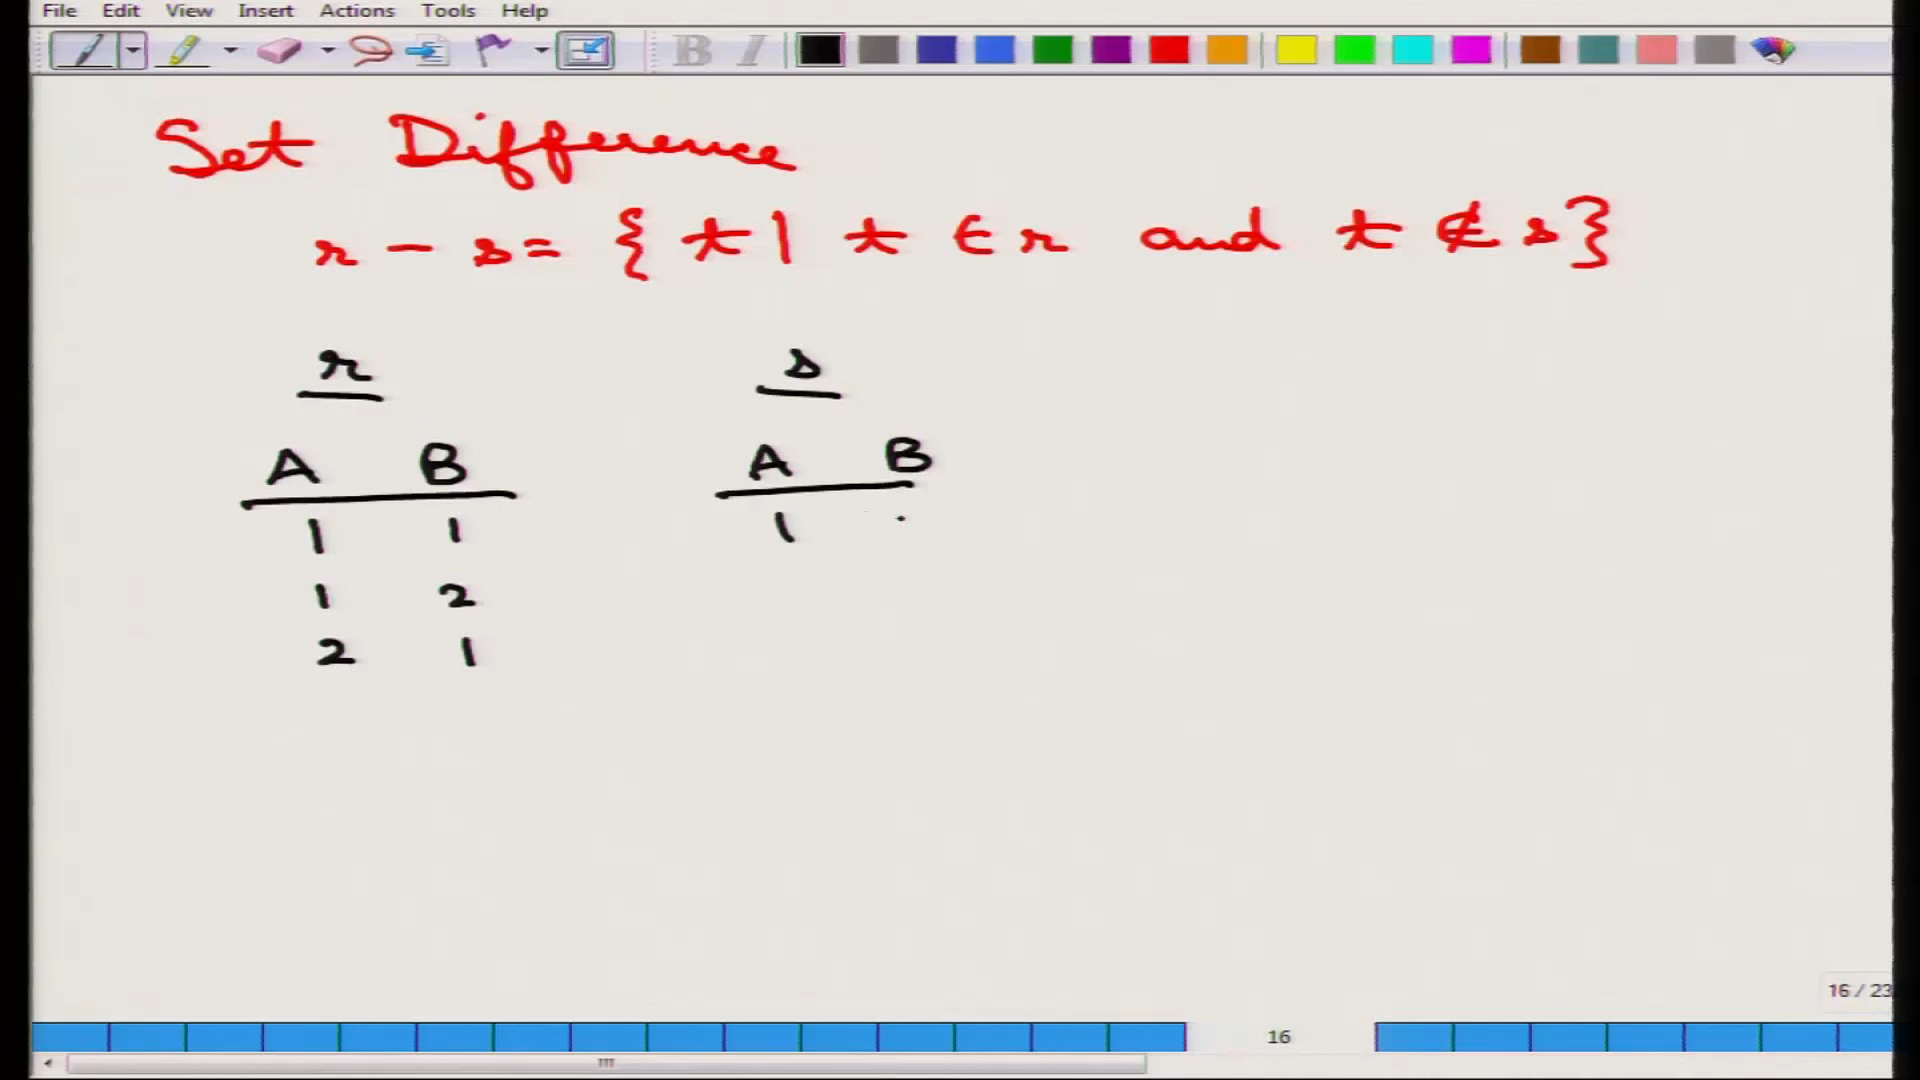 File Edit View Insert Actions Tools Help
B I
Set Difference
r - s = { t | t ∈ r and t ∉ s }
r s
A B A B
1 1 1
1 2
2 1
16 / 23
16